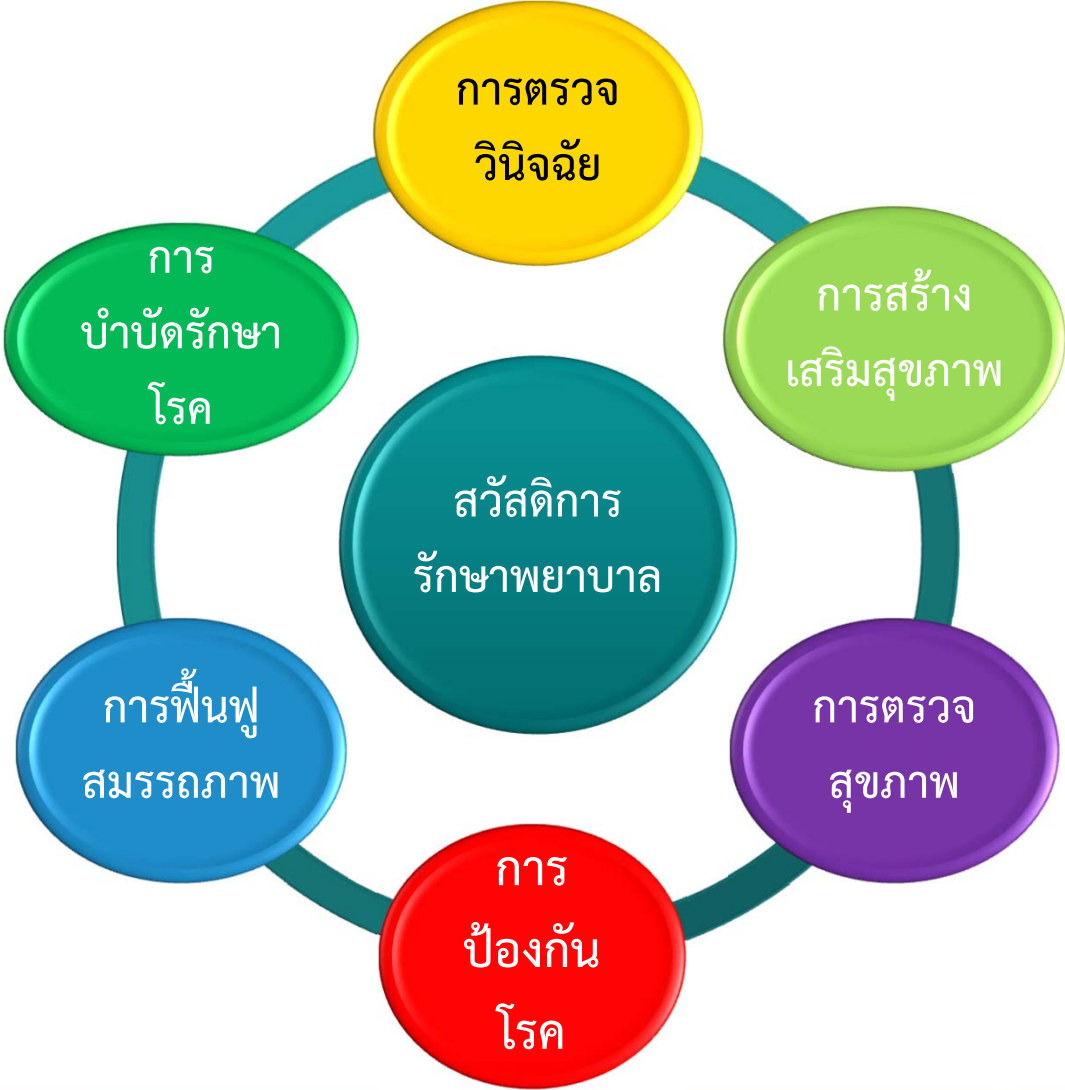 การตรวจ
วินิจฉัย
การสร้าง
เสริมสุขภาพ
การตรวจ
สุขภาพ
การ
ป้องกัน
โรค
การฟื้นฟู
สมรรถภาพ
การ
บำบัดรักษา
โรค
สวัสดิการ
รักษาพยาบาล